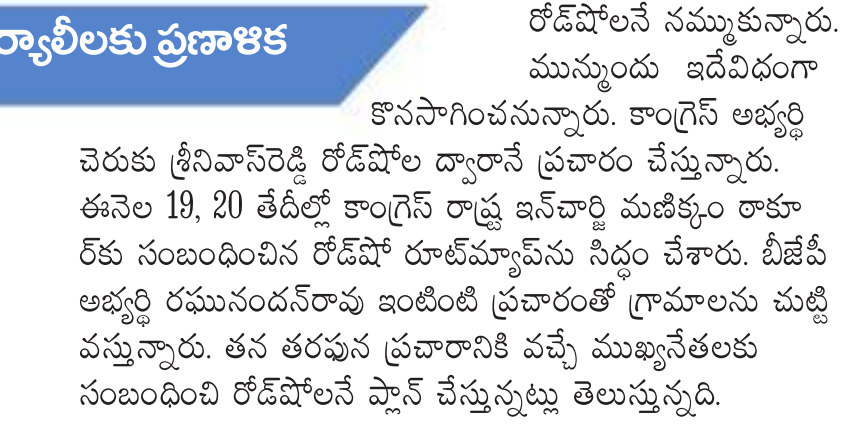 ర్యాలీలకు ప్రణాళిక
రోడ్‌షోలనే నమ్ముకున్నారు.
మున్ముందు ఇదేవిధంగా
కొనసాగించనున్నారు. కాంగ్రెస్ అభ్యర్థి
చెరుకు శ్రీనివాస్‌రెడ్డి రోడ్‌షోల ద్వారానే ప్రచారం చేస్తున్నారు.
ఈనెల 19, 20 తేదీల్లో కాంగ్రెస్ రాష్ట్ర ఇన్‌చార్జి మణిక్కం ఠాకూ
ర్‌కు సంబంధించిన రోడ్‌షో రూట్‌మ్యాప్‌ను సిద్ధం చేశారు. బీజేపీ
అభ్యర్థి రఘునందన్‌రావు ఇంటింటి ప్రచారంతో గ్రామాలను చుట్టి
వస్తున్నారు. తన తరఫున ప్రచారానికి వచ్చే ముఖ్యనేతలకు
సంబంధించి రోడ్‌షోలనే ప్లాన్ చేస్తున్నట్లు తెలుస్తున్నది.